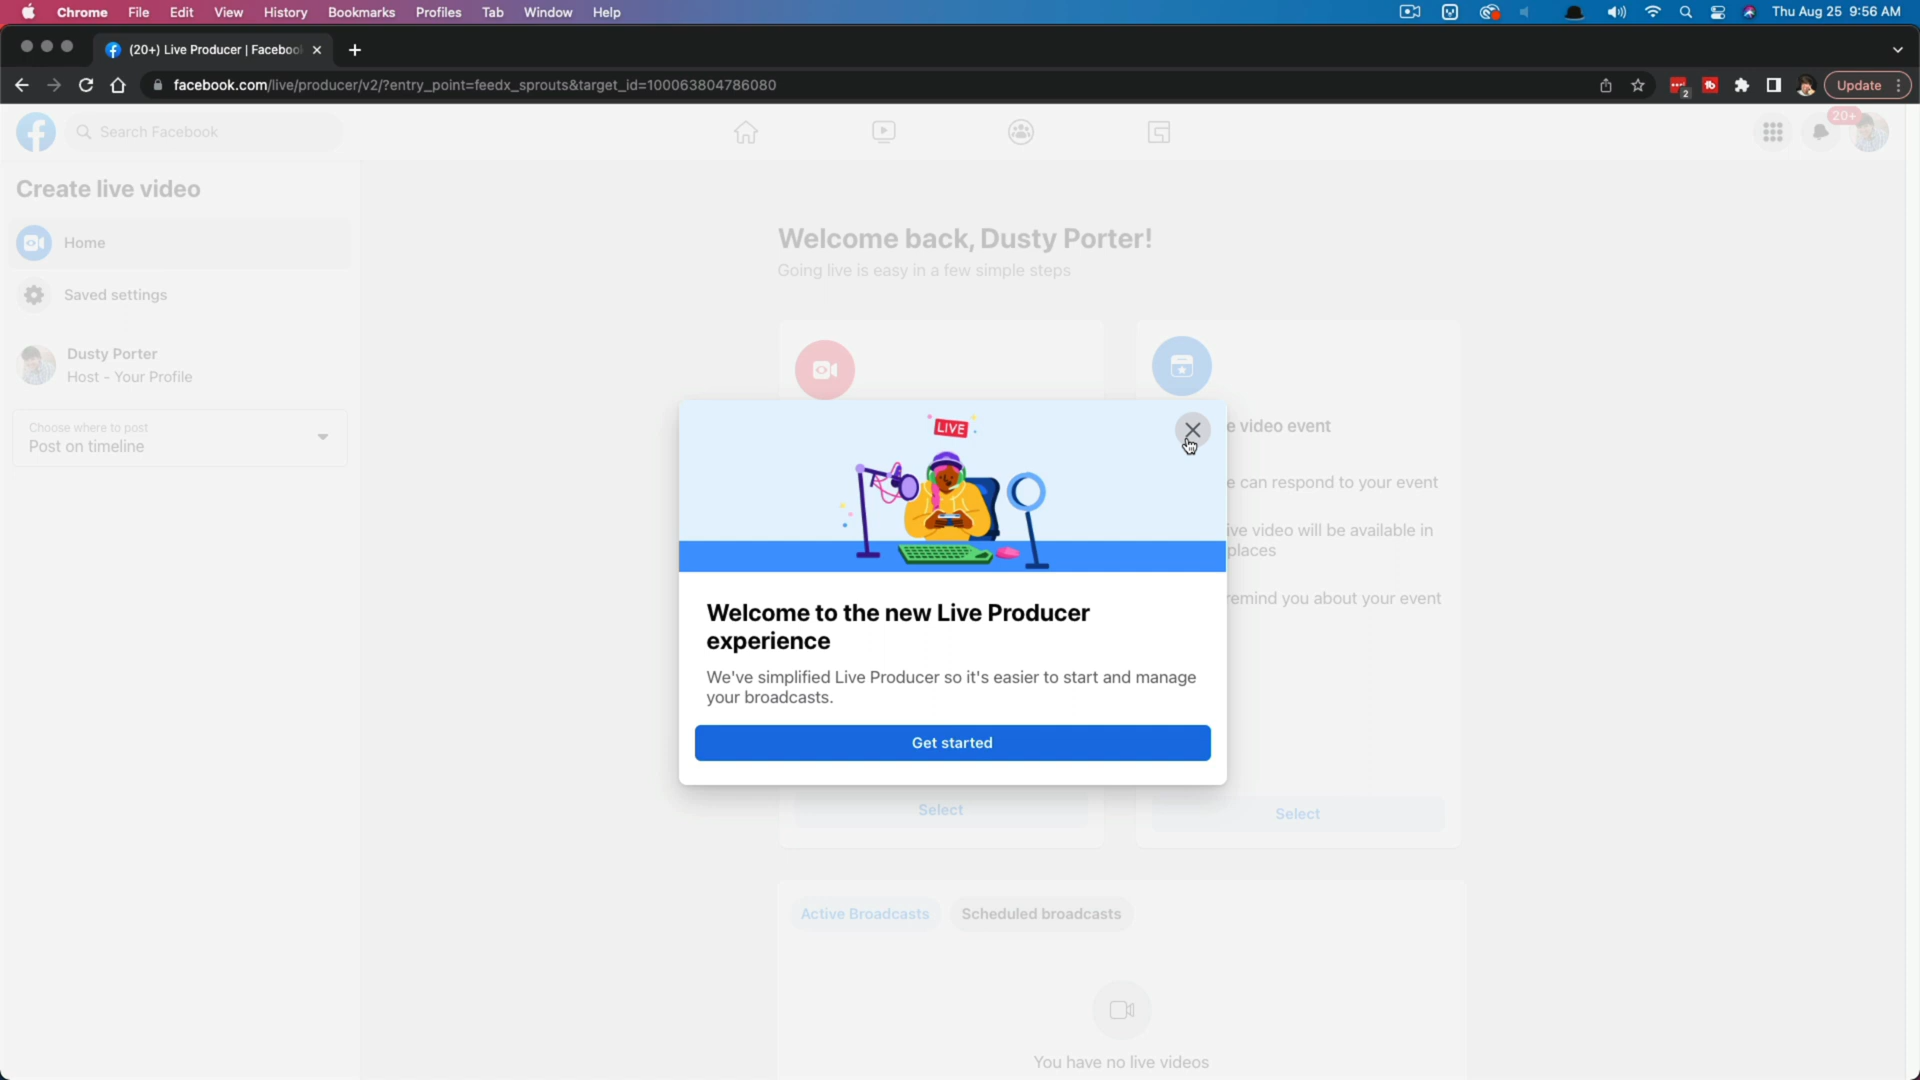 Chrome File Edit View History Bookmarks Profiles Tab Window Help Thu Aug 25 9:56 AM
(20+) Live Producer | Faceboo
facebook.com/live/producer/v2/?entry_point=feedx_sprouts&target_id=100063804786080 2 Update
Search Facebook 20+
Create live video
Home
Saved settings
Dusty Porter
Host - Your Profile
Choose where to post
Post on timeline
Welcome back, Dusty Porter!
Going live is easy in a few simple steps
LIVE
Welcome to the new Live Producer
experience
We've simplified Live Producer so it's easier to start and manage
your broadcasts.
Get started
e video event
e can respond to your event
ive video will be available in
places
remind you about your event
Select Select
Active Broadcasts Scheduled broadcasts
You have no live videos